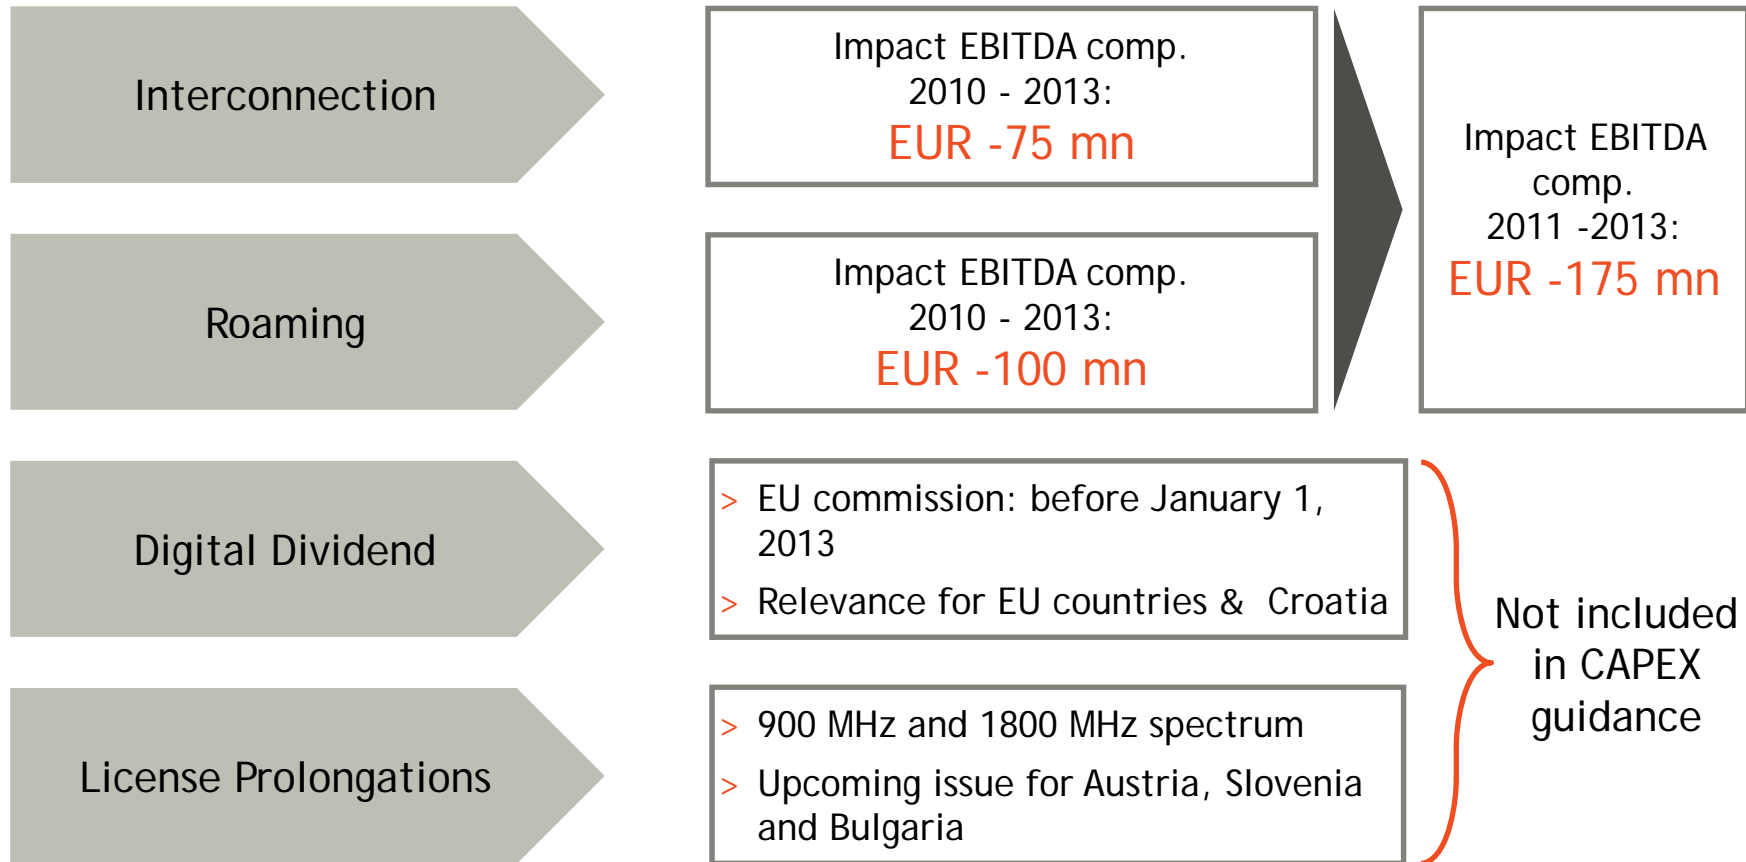 Interconnection
Impact EBITDA comp.
2010 - 2013:
EUR -75 mn
Roaming
Impact EBITDA comp.
2010 - 2013:
EUR -100 mn
Impact EBITDA
comp.
2011 -2013:
EUR -175 mn
Digital Dividend
> EU commission: before January 1,
2013
> Relevance for EU countries & Croatia
License Prolongations
> 900 MHz and 1800 MHz spectrum
> Upcoming issue for Austria, Slovenia
and Bulgaria
Not included
in CAPEX
guidance